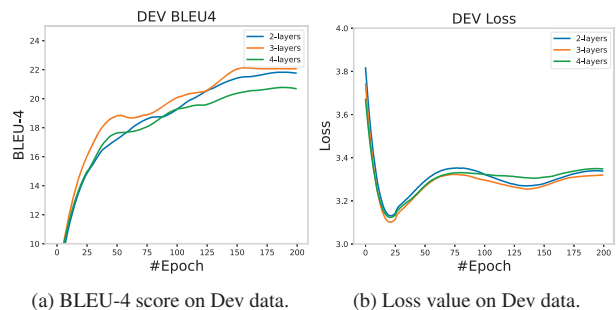 DEV BLEU4
22
20
18
16
14
12
10
BLEU-4
2-layers
3-layers
4-layers
0 25 50 75 100 125 150 175 200
#Epoch
(a) BLEU-4 score on Dev data.
DEV Loss
4.0
3.8
3.6
3.4
3.2
3.0
Loss
2-layers
3-layers
4-layers
0 25 50 75 100 125 150 175 200
#Epoch
(b) Loss value on Dev data.